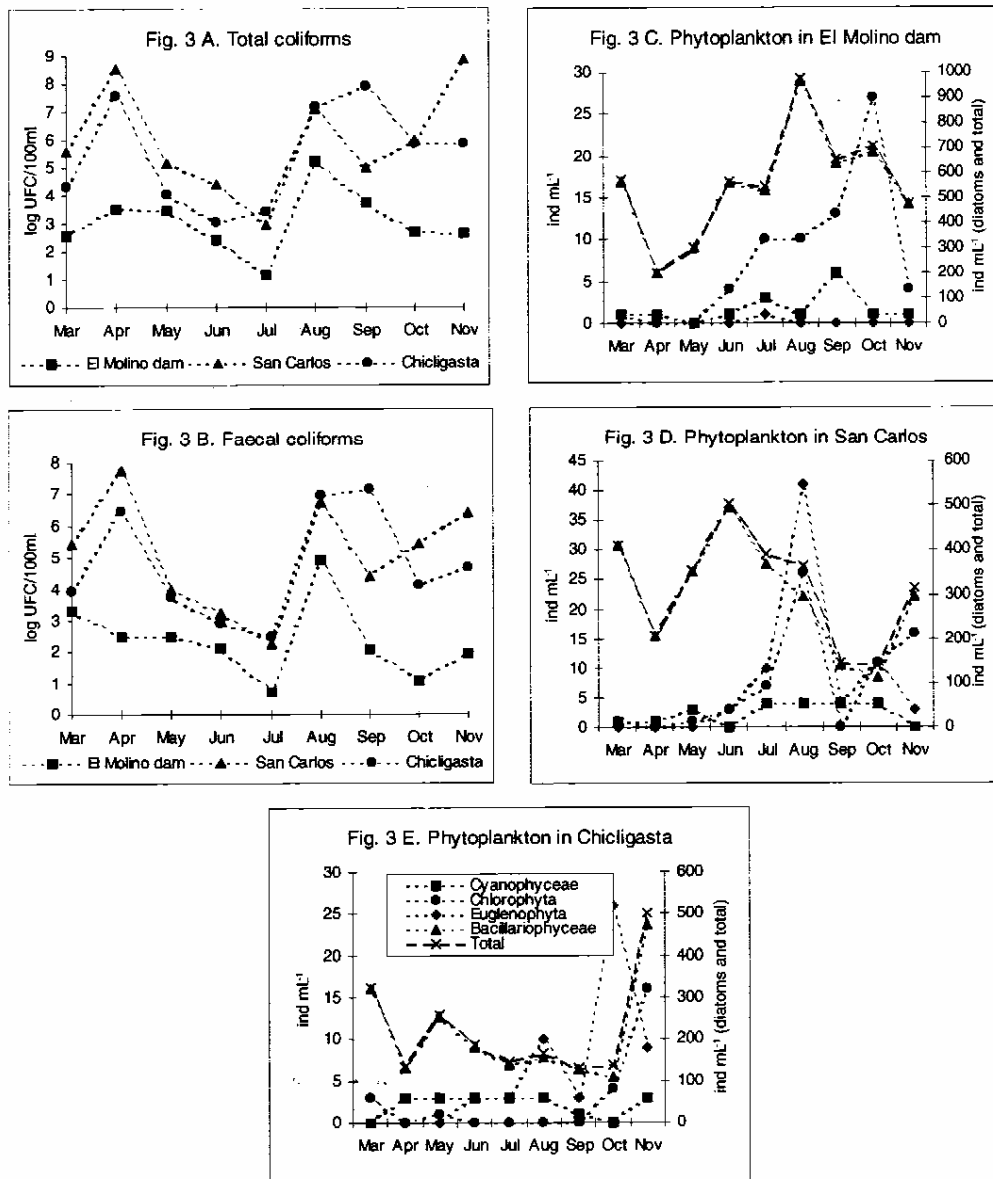 Fig. 3 A. Total coliforms
9
8
7
6
5
4
3
2
1
0
log UFC/100ml
Mar Apr May Jun Jul Aug Sep Oct Nov
El Molino dam San Carlos Chicligasta
Fig. 3 C. Phytoplankton in El Molino dam
30
25
20
15
10
5
0
ind mL⁻¹
1000
900
800
700
600
500
400
300
200
100
0
ind mL⁻¹ (diatoms and total)
Mar Apr May Jun Jul Aug Sep Oct Nov
Fig. 3 B. Faecal coliforms
8
7
6
5
4
3
2
1
0
log UFC/100ml
Mar Apr May Jun Jul Aug Sep Oct Nov
El Molino dam San Carlos Chicligasta
Fig. 3 D. Phytoplankton in San Carlos
45
40
35
30
25
20
15
10
5
0
ind mL⁻¹
600
500
400
300
200
100
0
ind mL⁻¹ (diatoms and total)
Mar Apr May Jun Jul Aug Sep Oct Nov
Fig. 3 E. Phytoplankton in Chicligasta
30
25
20
15
10
5
0
ind mL⁻¹
Cyanophyceae
Chlorophyta
Euglenophyta
Bacillariophyceae
Total
600
500
400
300
200
100
0
ind mL⁻¹ (diatoms and total)
Mar Apr May Jun Jul Aug Sep Oct Nov